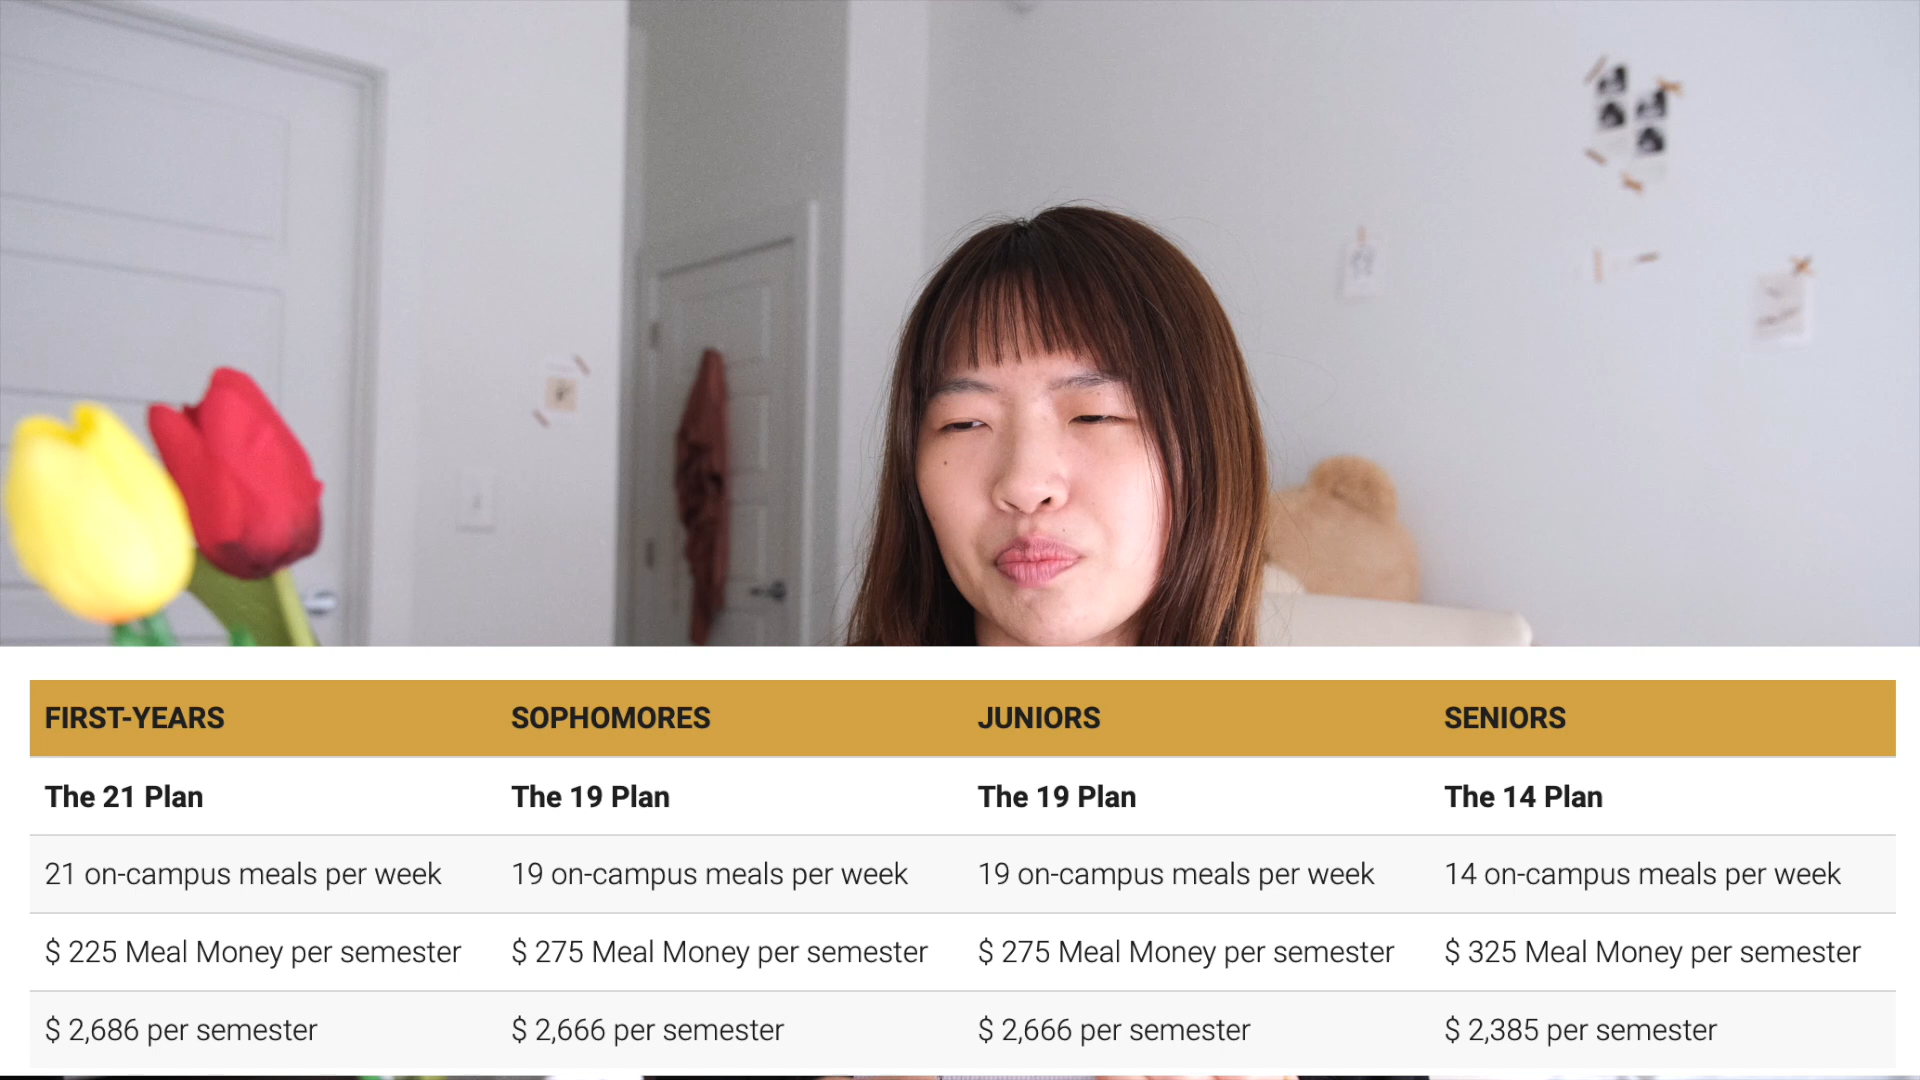 FIRST-YEARS SOPHOMORES JUNIORS SENIORS
The 21 Plan The 19 Plan The 19 Plan The 14 Plan
21 on-campus meals per week 19 on-campus meals per week 19 on-campus meals per week 14 on-campus meals per week
$ 225 Meal Money per semester $ 275 Meal Money per semester $ 275 Meal Money per semester $ 325 Meal Money per semester
$ 2,686 per semester $ 2,666 per semester $ 2,666 per semester $ 2,385 per semester